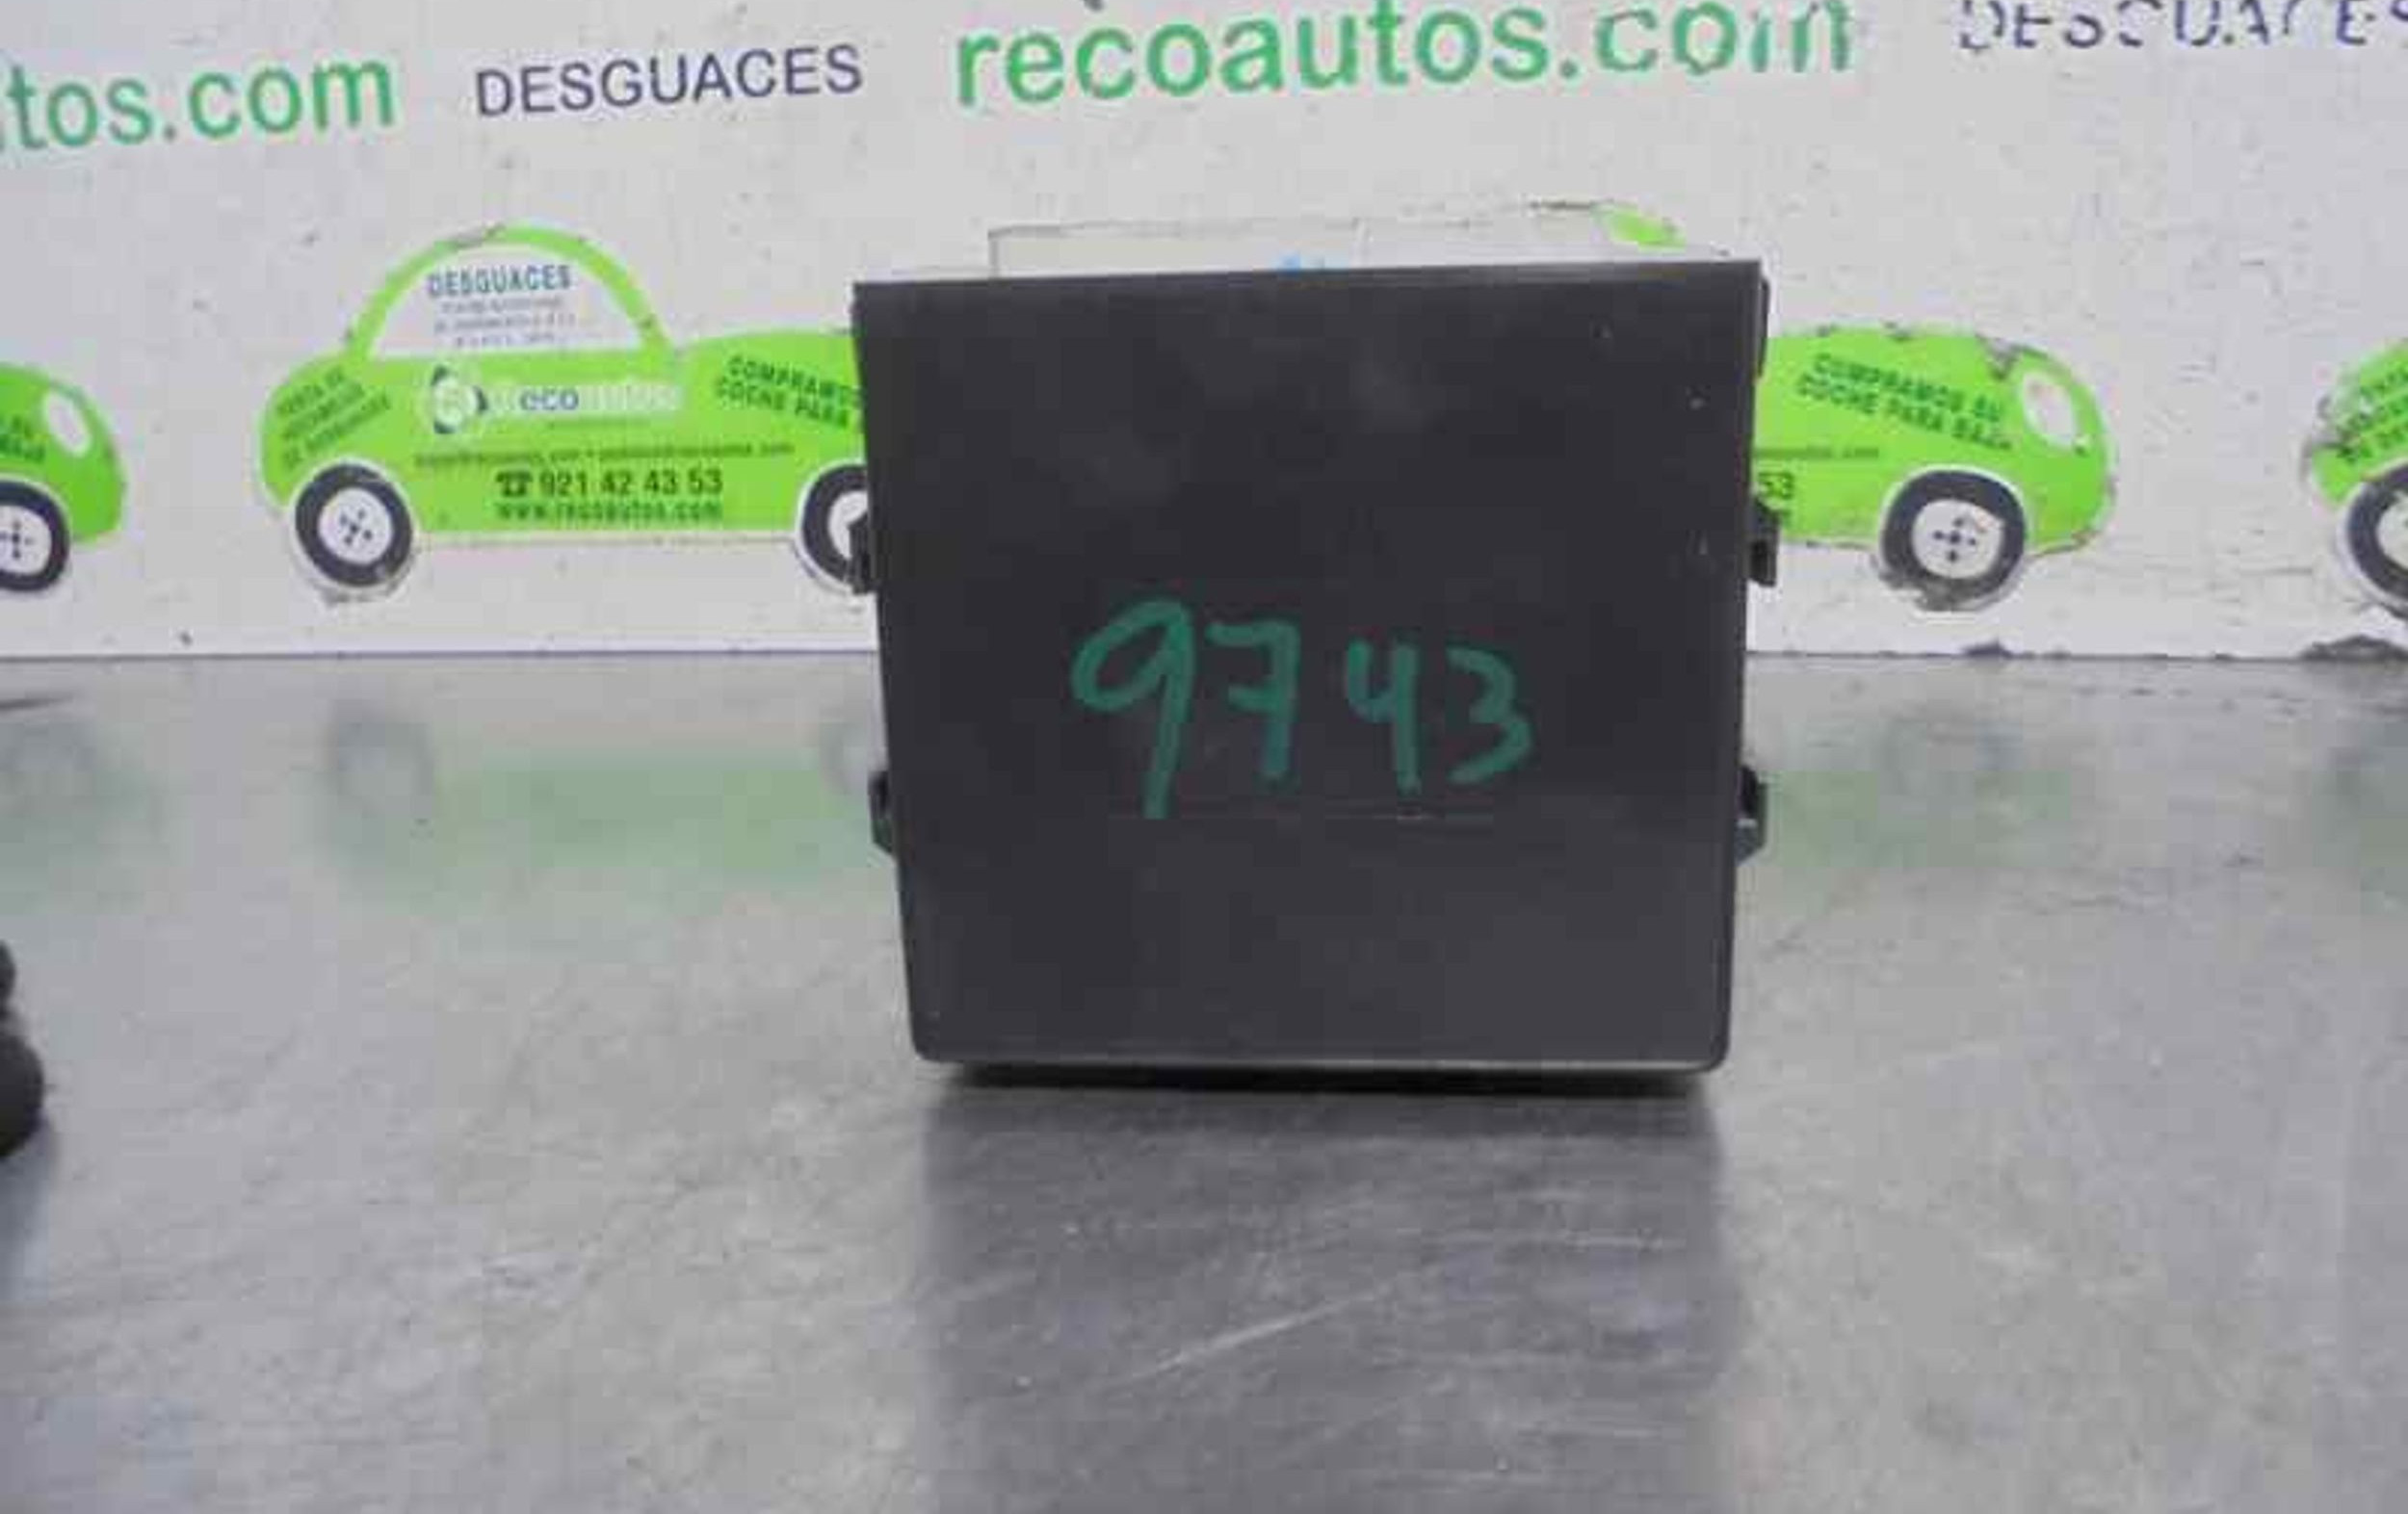 tos.com DESGUACES recoautos.com DESGUACES
DESGUACES
eco
COMPRAMOS
COCHE PARA
☎ 921 42 43 53
www.recoautos.com
COMPRAMOS SU
COCHE PARA BAJA
53
9743